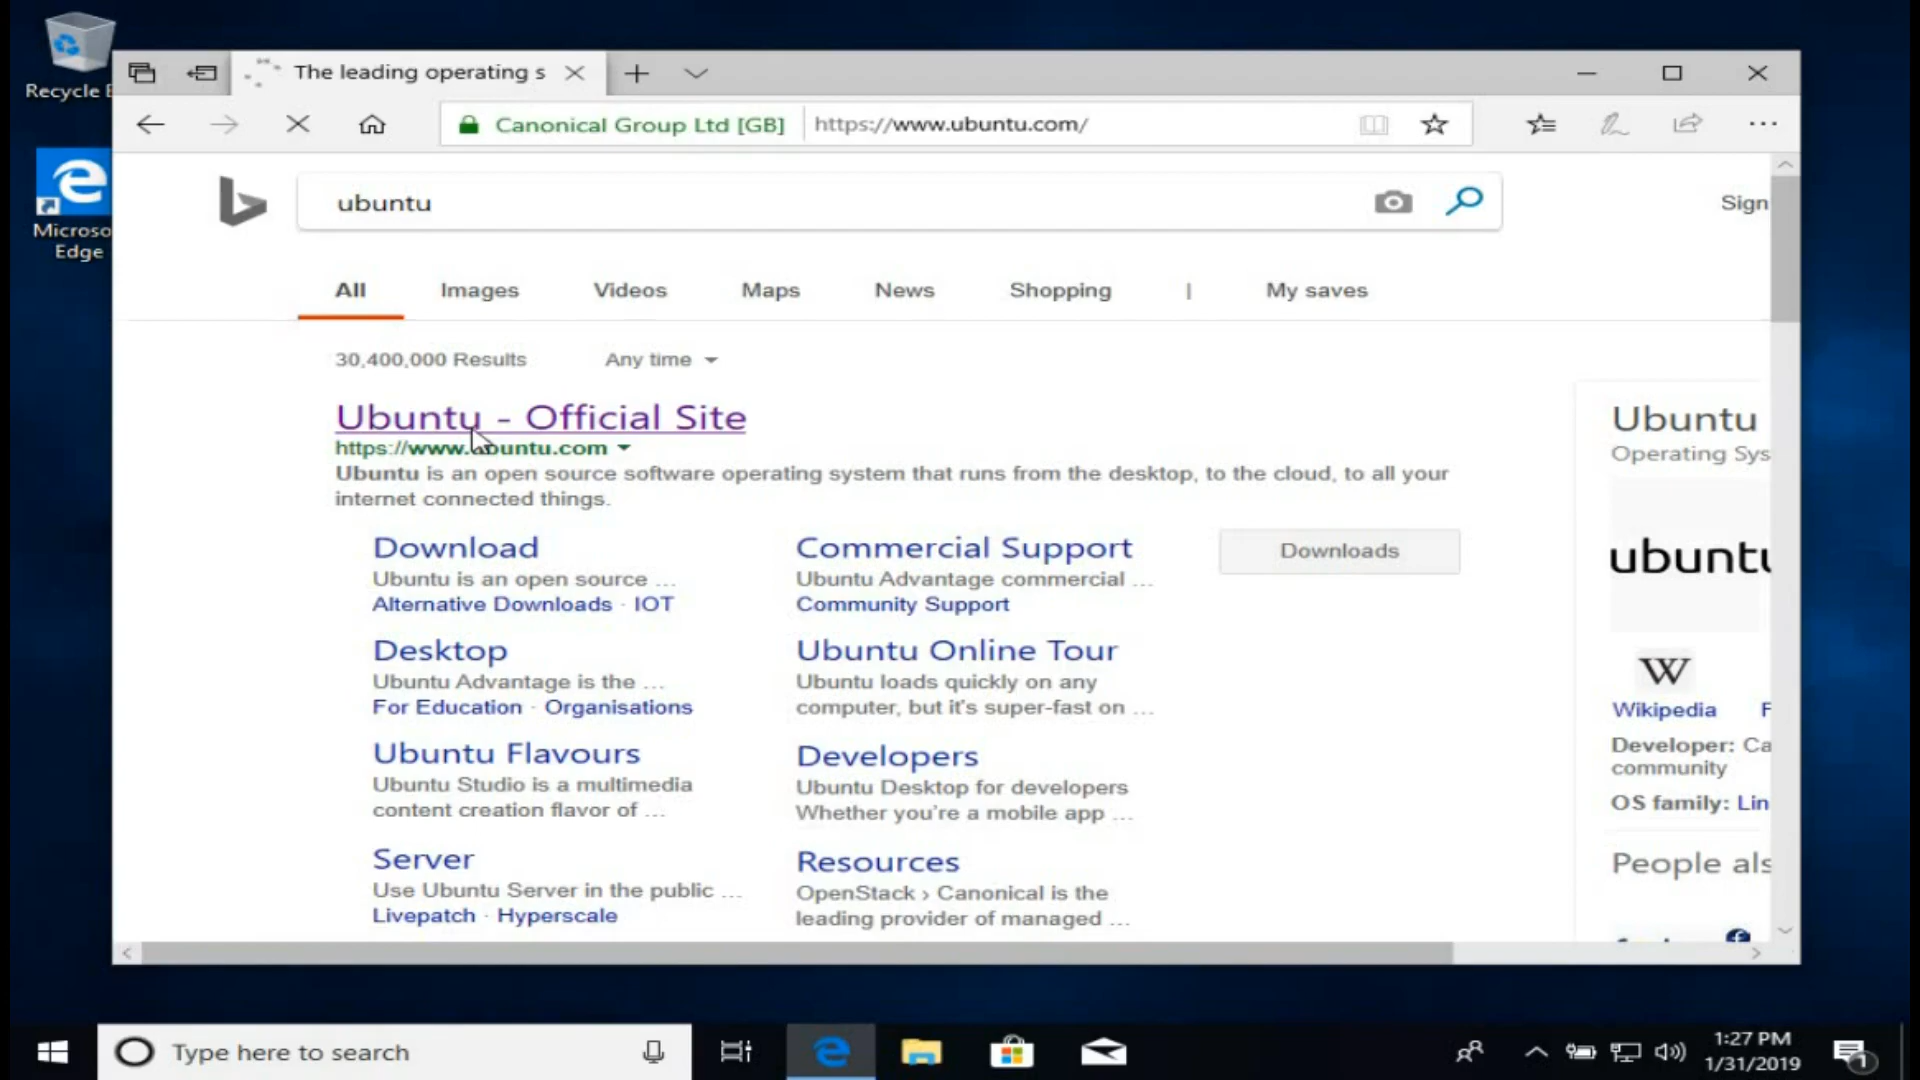 Recycle
Microso
Edge
The leading operating s
Canonical Group Ltd [GB]
https://www.ubuntu.com/
ubuntu
Sign
All
Images
Videos
Maps
News
Shopping
|
My saves
30,400,000 Results
Any time
Ubuntu - Official Site
https://www.ubuntu.com
Ubuntu is an open source software operating system that runs from the desktop, to the cloud, to all your
internet connected things.
Download
Ubuntu is an open source ...
Alternative Downloads · IOT
Desktop
Ubuntu Advantage is the ...
For Education · Organisations
Ubuntu Flavours
Ubuntu Studio is a multimedia
content creation flavor of ...
Server
Use Ubuntu Server in the public ...
Livepatch · Hyperscale
Commercial Support
Ubuntu Advantage commercial ...
Community Support
Ubuntu Online Tour
Ubuntu loads quickly on any
computer, but it's super-fast on ...
Developers
Ubuntu Desktop for developers
Whether you're a mobile app ...
Resources
OpenStack › Canonical is the
leading provider of managed ...
Downloads
Ubuntu
Operating Sys
ubuntu
W
Wikipedia
F
Developer: Ca
community
OS family: Lin
People als
Type here to search
1:27 PM
1/31/2019
1